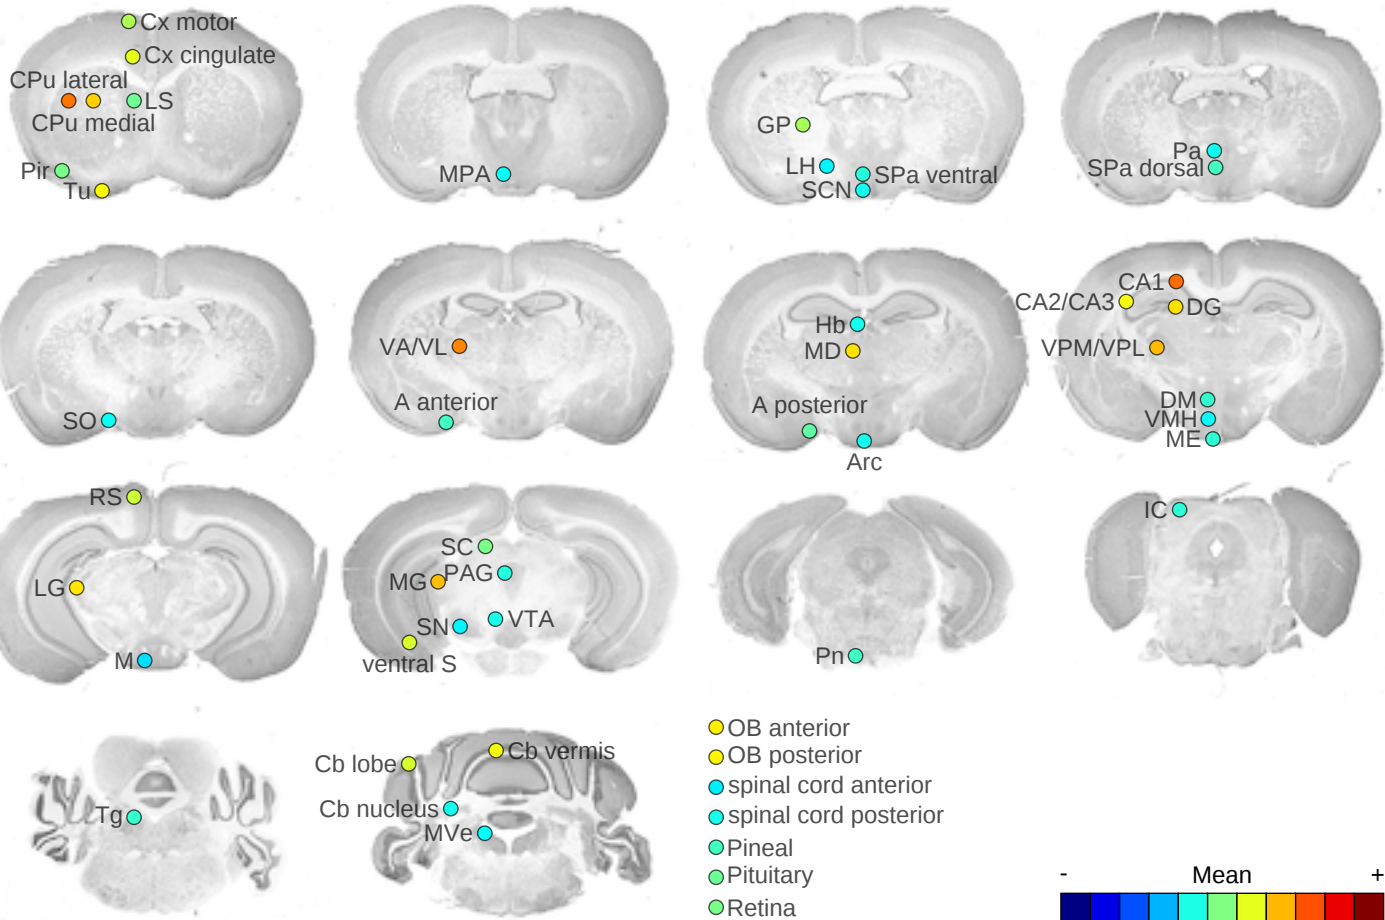 Cx motor
Cx cingulate
CPu lateral
LS
CPu medial
Pir
Tu
MPA
GP
LH
SPa ventral
SCN
Pa
SPa dorsal
SO
VA/VL
A anterior
Hb
MD
A posterior
Arc
CA1
CA2/CA3
DG
VPM/VPL
DM
VMH
ME
RS
LG
M
SC
PAG
MG
SN
VTA
ventral S
Pn
IC
Tg
Cb lobe
Cb vermis
Cb nucleus
MVe
OB anterior
OB posterior
spinal cord anterior
spinal cord posterior
Pineal
Pituitary
Retina
- Mean +